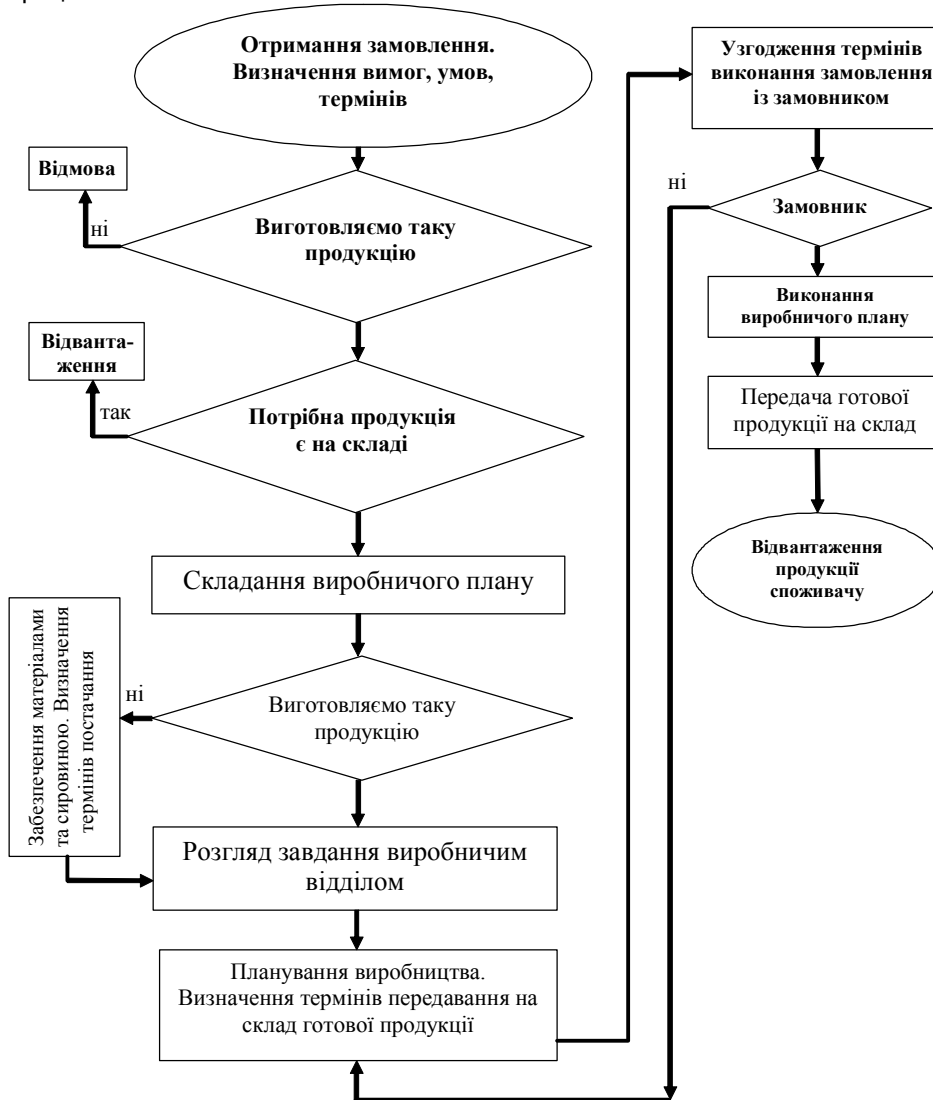 Отримання замовлення.
Визначення вимог, умов,
термінів
Відмова
ні
Виготовляємо таку
продукцію
Відванта-
ження
так
Потрібна продукція
є на складі
Складання виробничого плану
Забезпечення матеріалами
та сировиною. Визначення
термінів постачання
ні
Виготовляємо таку
продукцію
Розгляд завдання виробничим
відділом
Планування виробництва.
Визначення термінів передавання на
склад готової продукції
Узгодження термінів
виконання замовлення
із замовником
ні
Замовник
Виконання
виробничого плану
Передача готової
продукції на склад
Відвантаження
продукції
споживачу